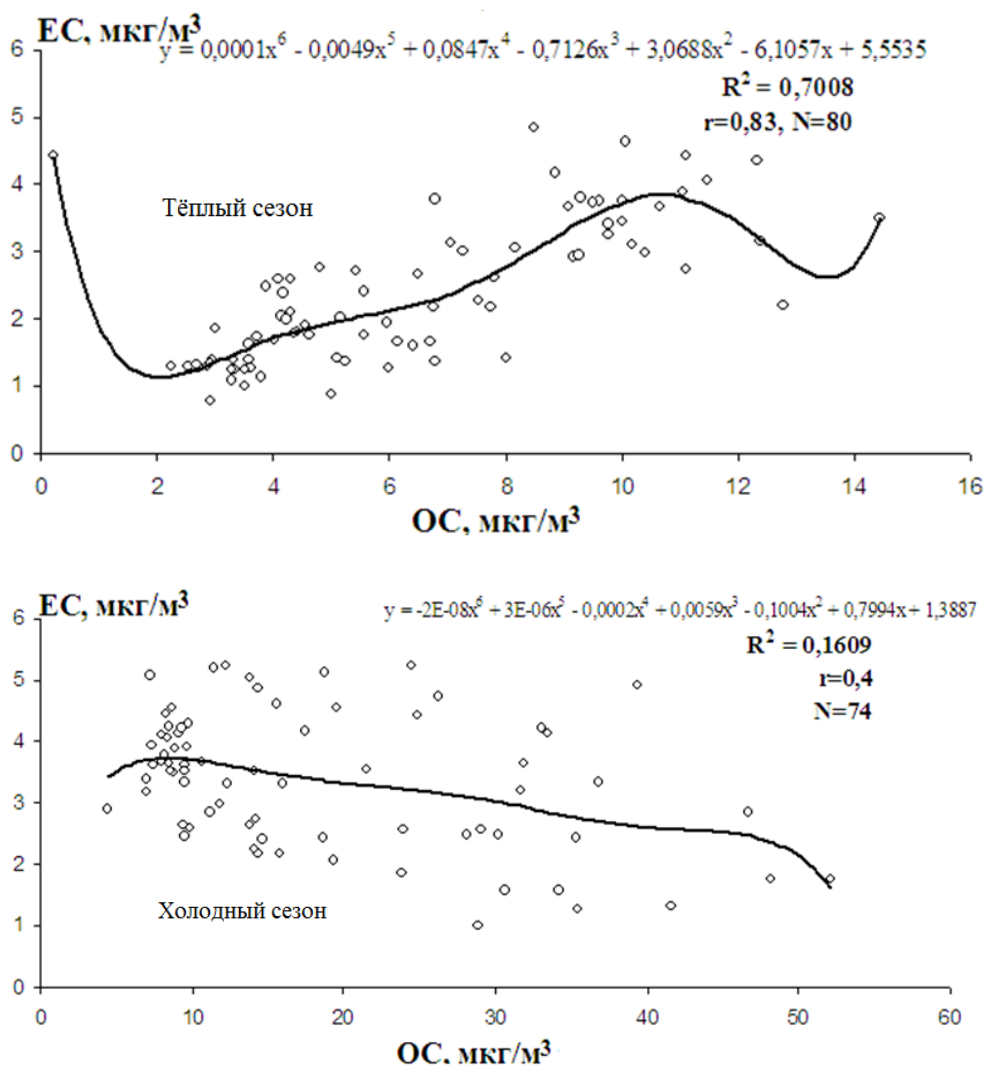 EC, мкг/м³
y = 0,0001x⁶ - 0,0049x⁵ + 0,0847x⁴ - 0,7126x³ + 3,0688x² - 6,1057x + 5,5535
R² = 0,7008
r=0,83, N=80
6
5
4
3
2
1
0
Тёплый сезон
0 2 4 6 8 10 12 14 16
OC, мкг/м³
EC, мкг/м³
y = -2E-08x⁶ + 3E-06x⁵ - 0,0002x⁴ + 0,0059x³ - 0,1004x² + 0,7994x + 1,3887
R² = 0,1609
r=0,4
N=74
6
5
4
3
2
1
0
Холодный сезон
0 10 20 30 40 50 60
OC, мкг/м³